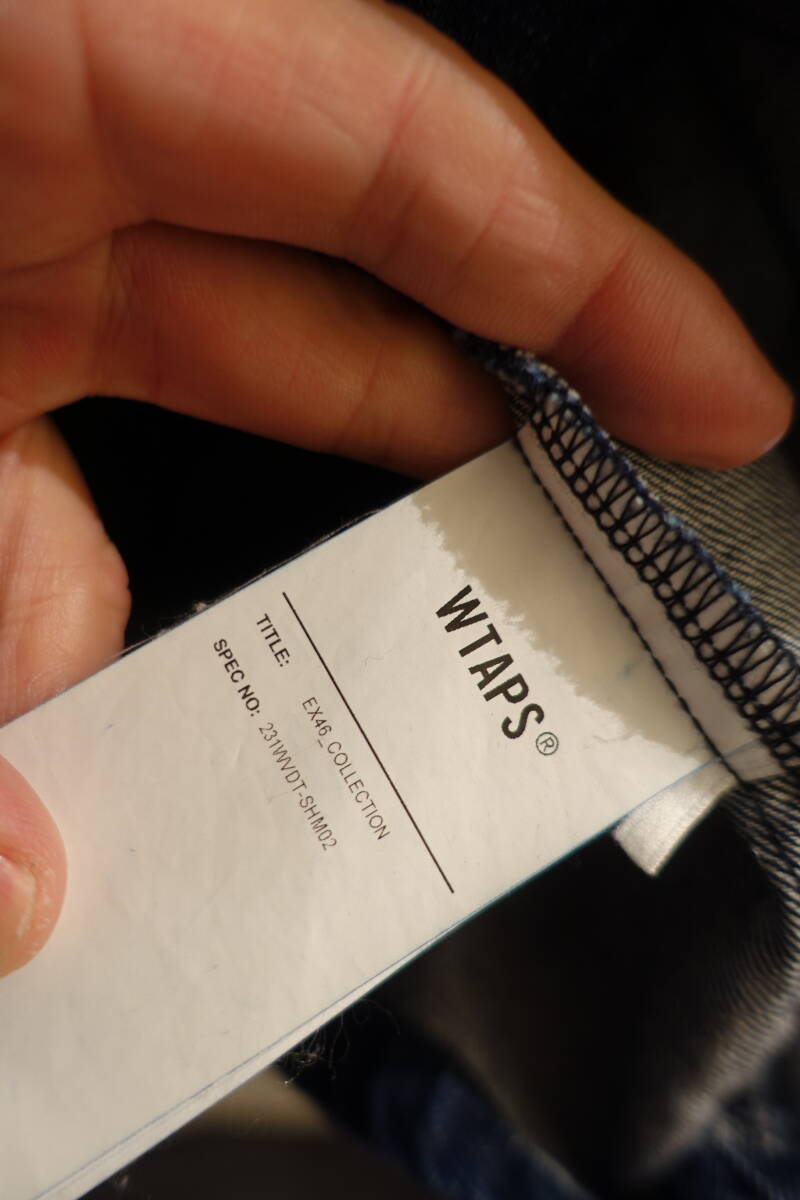 WTAPS®
TITLE: EX46_COLLECTION
SPEC NO: 231WVDT-SHM02